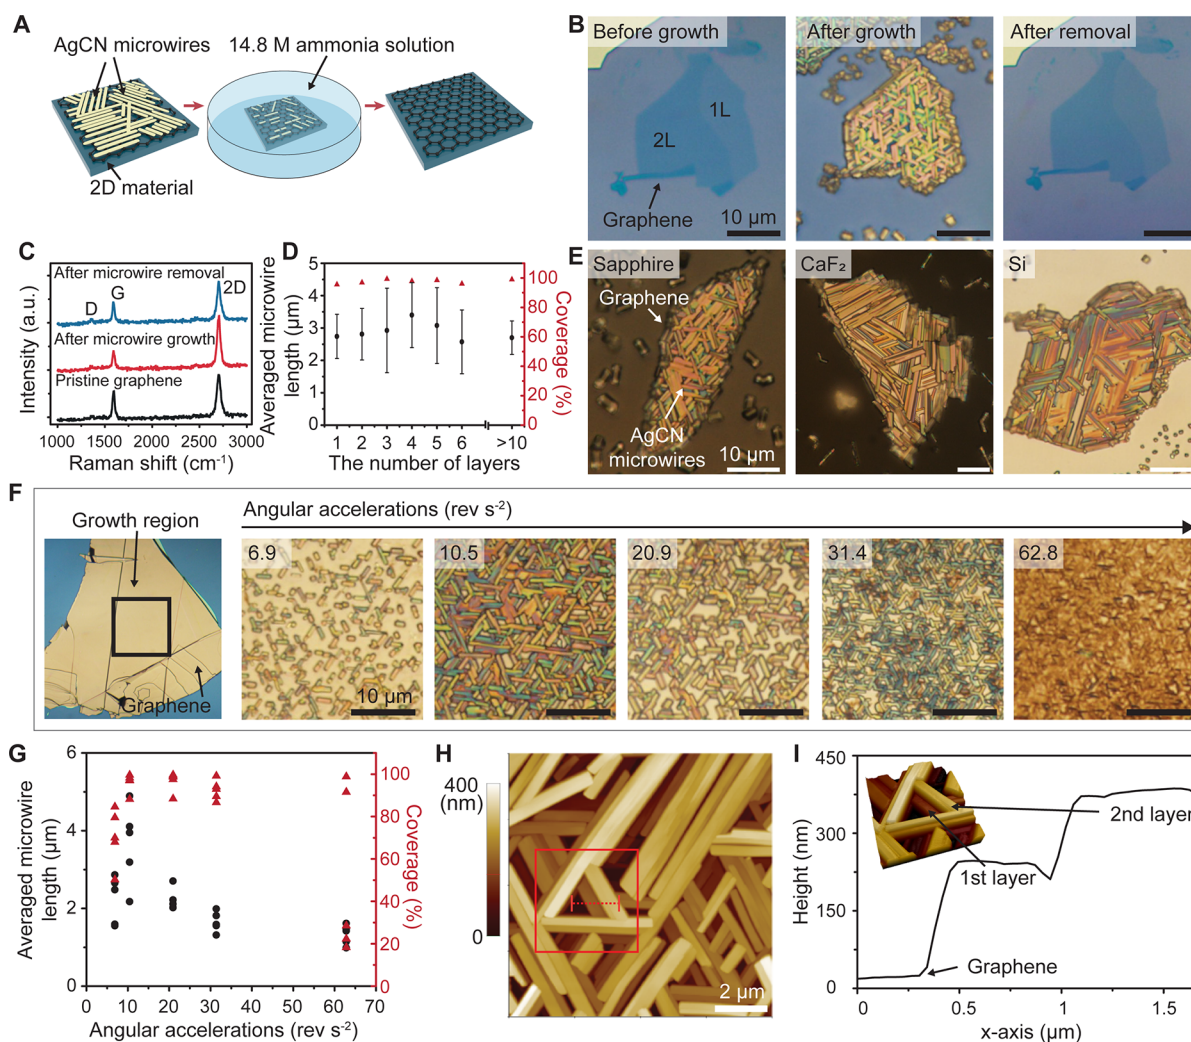 A
AgCN microwires
14.8 M ammonia solution
2D material
B
Before growth
1L
2L
Graphene
10 µm
After growth
After removal
C
After microwire removal
D
G
2D
After microwire growth
Pristine graphene
Intensity (a.u.)
1000
1500
2000
2500
3000
Raman shift (cm⁻¹)
D
Averaged microwire
length (µm)
5
4
3
2
1
0
100
80
60
40
20
0
Coverage (%)
1
2
3
4
5
6
>10
The number of layers
E
Sapphire
Graphene
AgCN
microwires
10 µm
CaF₂
Si
F
Growth region
Graphene
Angular accelerations (rev s⁻²)
6.9
10 µm
10.5
20.9
31.4
62.8
G
Averaged microwire
length (µm)
6
4
2
0
100
80
60
40
20
0
Coverage (%)
0
10
20
30
40
50
60
70
Angular accelerations (rev s⁻²)
H
400
(nm)
0
2 µm
I
Height (nm)
450
300
150
0
2nd layer
1st layer
Graphene
0
0.5
1
1.5
x-axis (µm)